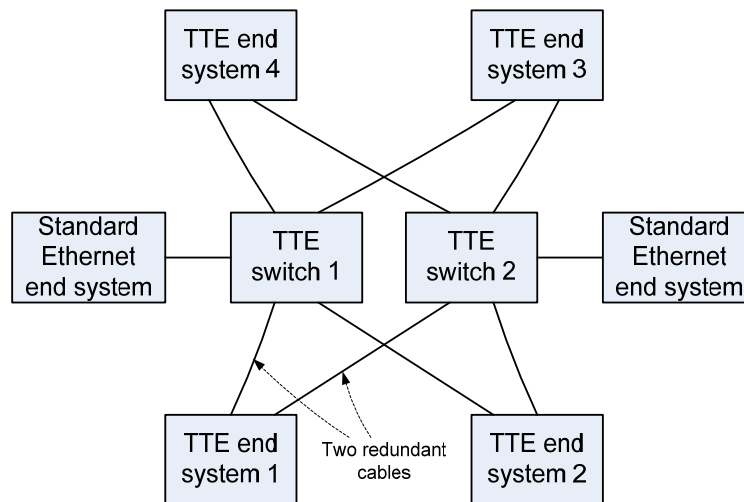 TTE end
system 4
TTE end
system 3
Standard
Ethernet
end system
TTE
switch 1
TTE
switch 2
Standard
Ethernet
end system
TTE end
system 1
Two redundant
cables
TTE end
system 2